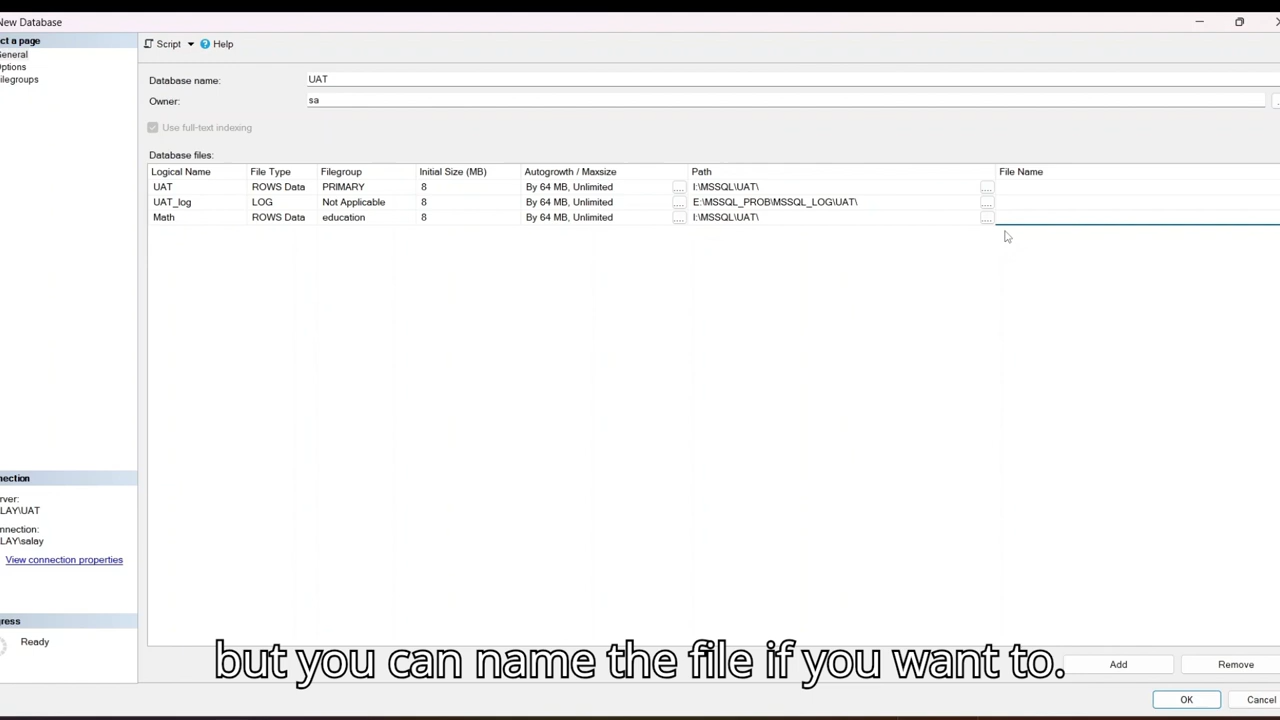 New Database
ct a page
General
Options
ilegroups
Script
Help
Database name:
UAT
Owner:
sa
...
Use full-text indexing
Database files:
Logical Name File Type Filegroup Initial Size (MB) Autogrowth / Maxsize Path File Name
UAT ROWS Data PRIMARY 8 By 64 MB, Unlimited ... I:\MSSQL\UAT\ ...
UAT_log LOG Not Applicable 8 By 64 MB, Unlimited ... E:\MSSQL_PROB\MSSQL_LOG\UAT\ ...
Math ROWS Data education 8 By 64 MB, Unlimited ... I:\MSSQL\UAT\ ...
nection
rver:
LAY\UAT
nnection:
LAY\salay
View connection properties
gress
Ready
but you can name the file if you want to.
Add
Remove
OK
Cancel